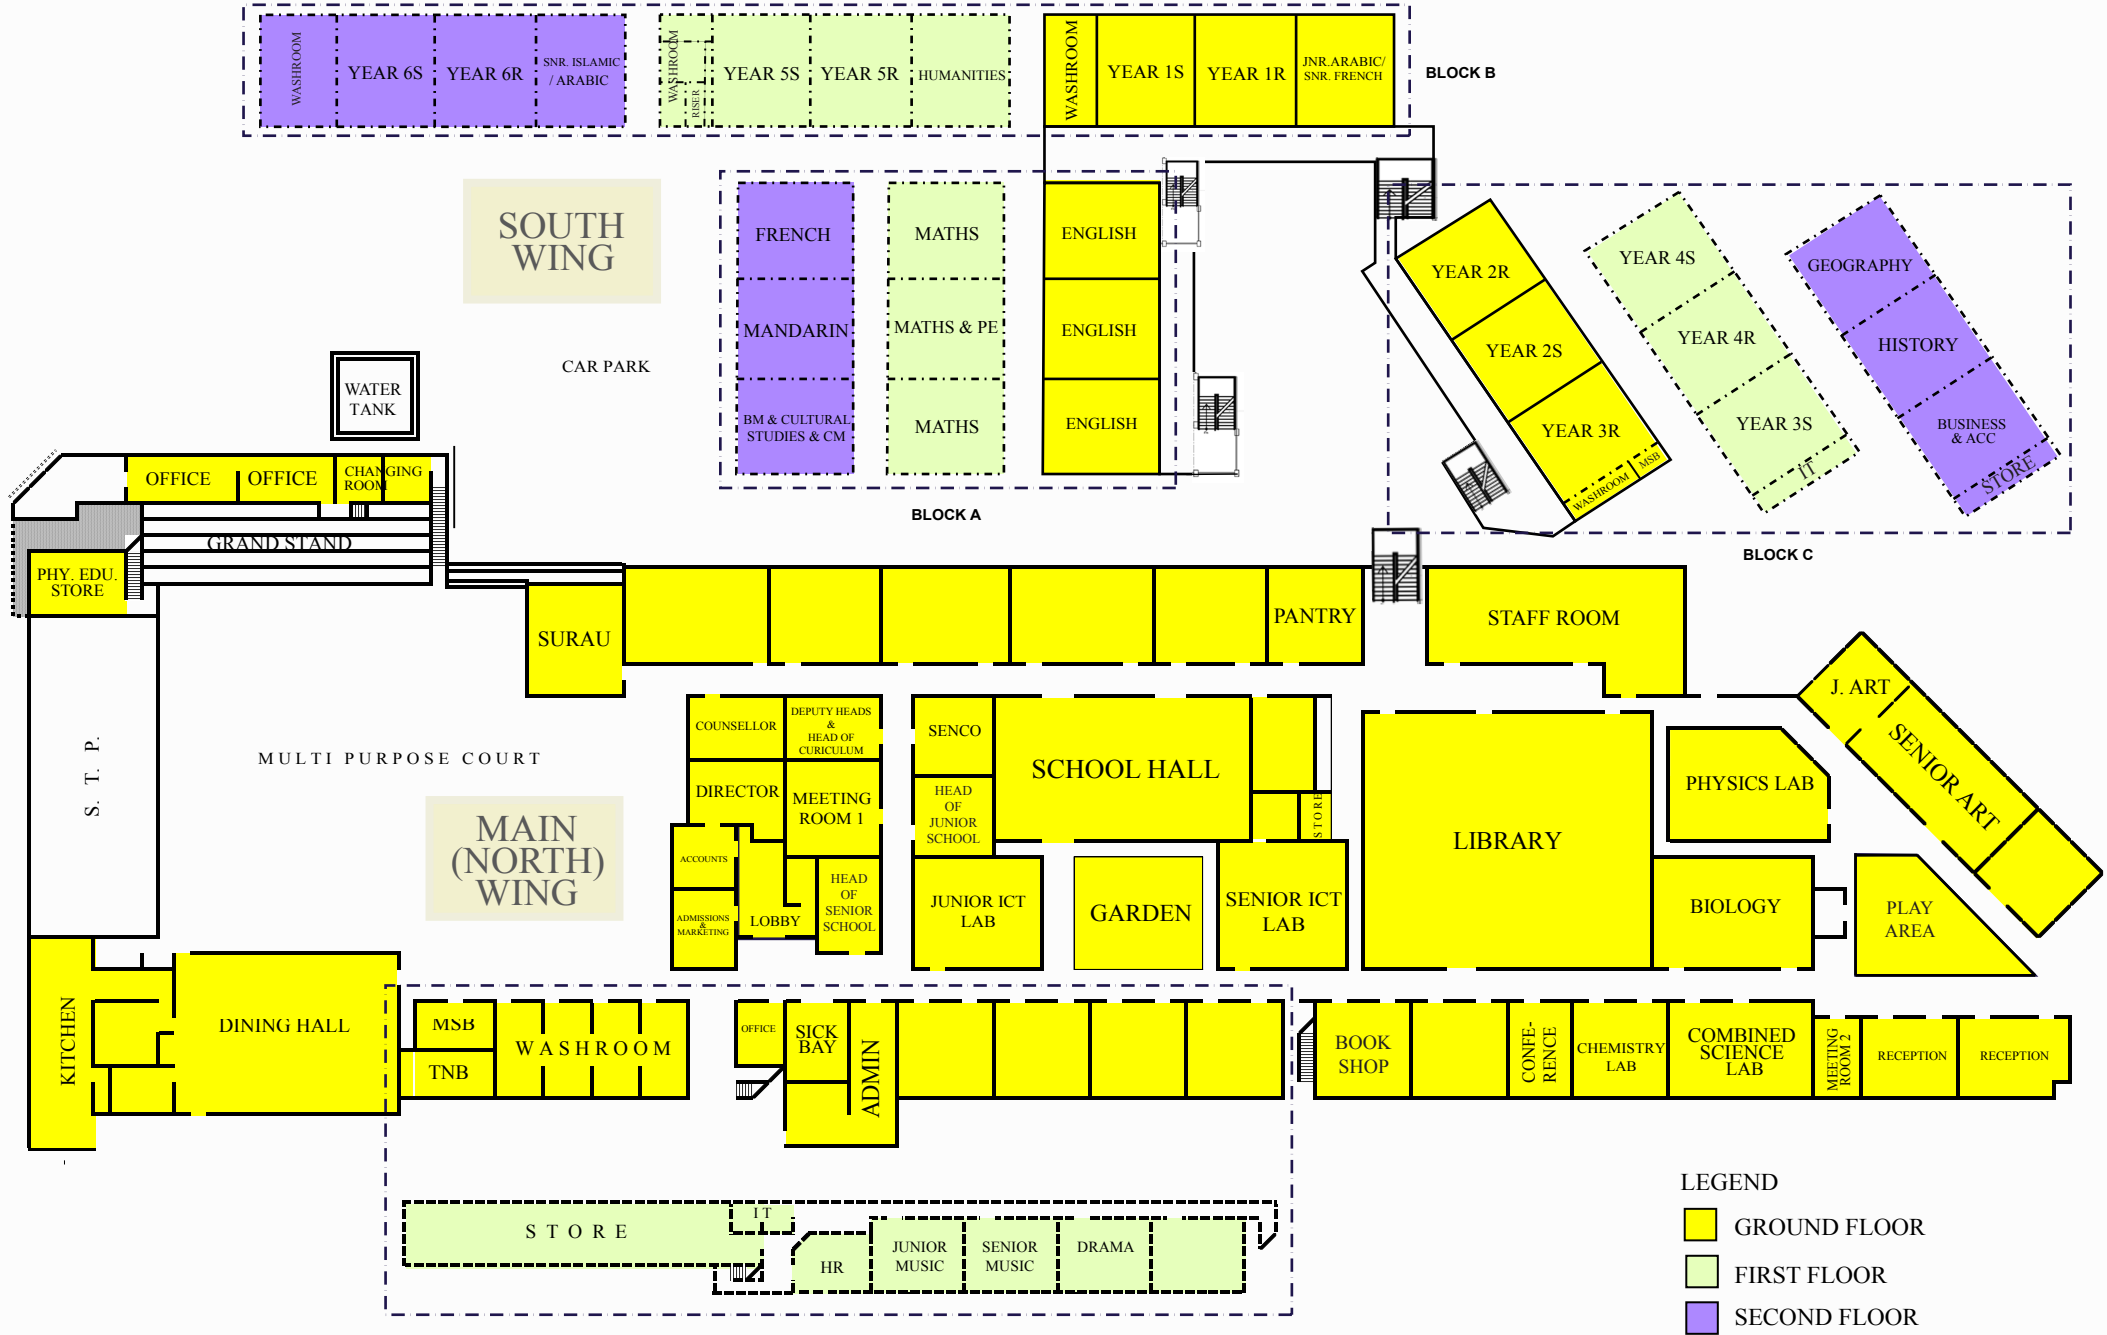 WASHROOM
YEAR 6S
YEAR 6R
SNR. ISLAMIC
/ ARABIC
WASHROOM
RISER
YEAR 5S
YEAR 5R
HUMANITIES
WASHROOM
YEAR 1S
YEAR 1R
JNR.ARABIC/
SNR. FRENCH
BLOCK B
SOUTH
WING
FRENCH
MANDARIN
BM & CULTURAL
STUDIES & CM
MATHS
MATHS & PE
MATHS
ENGLISH
ENGLISH
ENGLISH
BLOCK A
YEAR 2R
YEAR 2S
YEAR 3R
WASHROOM
MSB
YEAR 4S
YEAR 4R
YEAR 3S
IT
GEOGRAPHY
HISTORY
BUSINESS
& ACC
STORE
BLOCK C
CAR PARK
WATER
TANK
OFFICE
OFFICE
CHANGING
ROOM
GRAND STAND
PHY. EDU.
STORE
SURAU
PANTRY
STAFF ROOM
S. T. P.
MULTI PURPOSE COURT
MAIN
(NORTH)
WING
COUNSELLOR
DEPUTY HEADS
&
HEAD OF
CURICULUM
DIRECTOR
MEETING
ROOM 1
ACCOUNTS
ADMISSIONS
&
MARKETING
LOBBY
HEAD
OF
SENIOR
SCHOOL
SENCO
HEAD
OF
JUNIOR
SCHOOL
SCHOOL HALL
STORE
JUNIOR ICT
LAB
GARDEN
SENIOR ICT
LAB
LIBRARY
PHYSICS LAB
BIOLOGY
J. ART
SENIOR ART
PLAY
AREA
KITCHEN
DINING HALL
MSB
TNB
WASHROOM
OFFICE
SICK
BAY
ADMIN
BOOK
SHOP
CONFE-
RENCE
CHEMISTRY
LAB
COMBINED
SCIENCE
LAB
MEETING
ROOM 2
RECEPTION
RECEPTION
STORE
IT
HR
JUNIOR
MUSIC
SENIOR
MUSIC
DRAMA
LEGEND
GROUND FLOOR
FIRST FLOOR
SECOND FLOOR